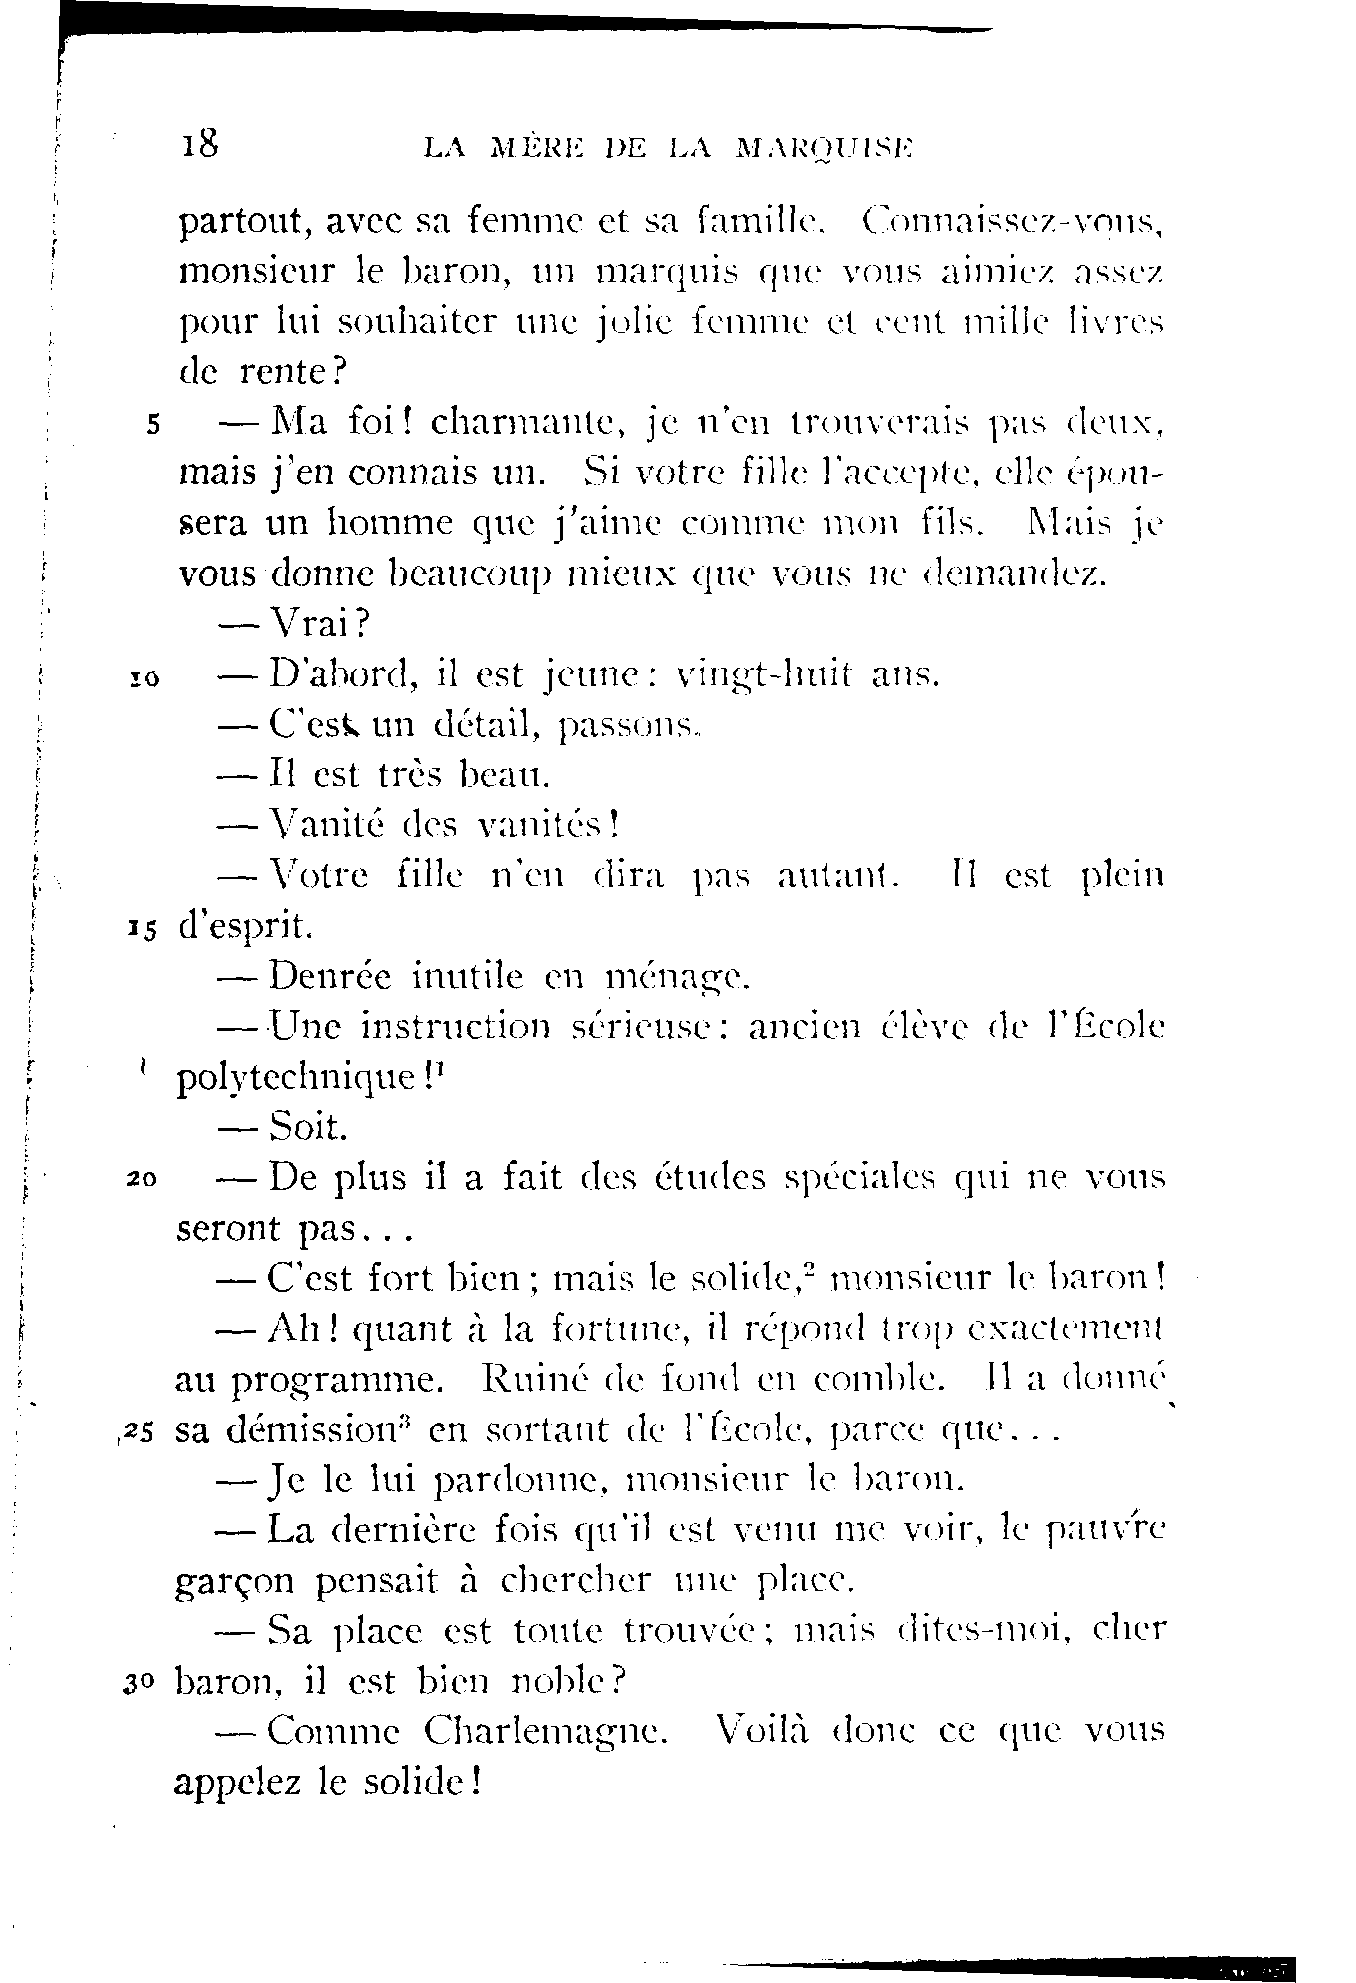 18 LA MÈRE DE LA MARQUISE
partout, avec sa femme et sa famille. Connaissez-vous,
monsieur le baron, un marquis que vous aimiez assez
pour lui souhaiter une jolie femme et cent mille livres
de rente?
5 — Ma foi! charmante, je n'en trouverais pas deux,
mais j'en connais un. Si votre fille l'accepte, elle épou-
sera un homme que j'aime comme mon fils. Mais je
vous donne beaucoup mieux que vous ne demandez.
— Vrai?
10 — D'abord, il est jeune: vingt-huit ans.
— C'est un détail, passons.
— Il est très beau.
— Vanité des vanités!
— Votre fille n'en dira pas autant. Il est plein
15 d'esprit.
— Denrée inutile en ménage.
— Une instruction sérieuse: ancien élève de l'École
polytechnique!¹
— Soit.
20 — De plus il a fait des études spéciales qui ne vous
seront pas...
— C'est fort bien; mais le solide,² monsieur le baron!
— Ah! quant à la fortune, il répond trop exactement
au programme. Ruiné de fond en comble. Il a donné
25 sa démission³ en sortant de l'École, parce que...
— Je le lui pardonne, monsieur le baron.
— La dernière fois qu'il est venu me voir, le pauvre
garçon pensait à chercher une place.
— Sa place est toute trouvée; mais dites-moi, cher
30 baron, il est bien noble?
— Comme Charlemagne. Voilà donc ce que vous
appelez le solide!